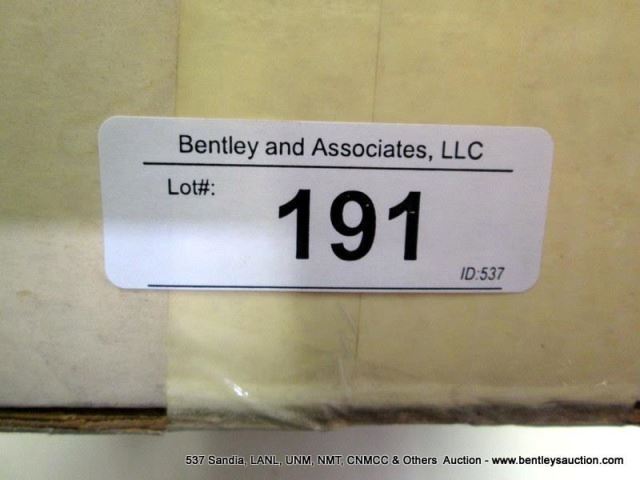 Bentley and Associates, LLC
Lot#:
191
ID:537
537 Sandia, LANL, UNM, NMT, CNMCC & Others Auction - www.bentleysauction.com